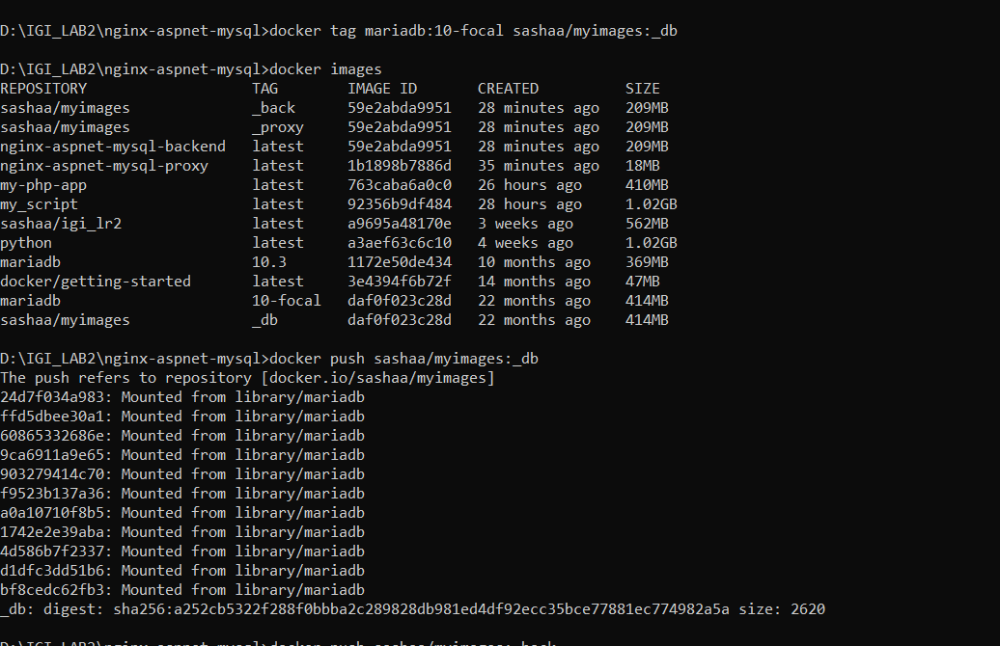 D:\IGI_LAB2\nginx-aspnet-mysql>docker tag mariadb:10-focal sashaa/myimages:_db
D:\IGI_LAB2\nginx-aspnet-mysql>docker images
REPOSITORY TAG IMAGE ID CREATED SIZE
sashaa/myimages _back 59e2abda9951 28 minutes ago 209MB
sashaa/myimages _proxy 59e2abda9951 28 minutes ago 209MB
nginx-aspnet-mysql-backend latest 59e2abda9951 28 minutes ago 209MB
nginx-aspnet-mysql-proxy latest 1b1898b7886d 35 minutes ago 18MB
my-php-app latest 763caba6a0c0 26 hours ago 410MB
my_script latest 92356b9df484 28 hours ago 1.02GB
sashaa/igi_lr2 latest a9695a48170e 3 weeks ago 562MB
python latest a3aef63c6c10 4 weeks ago 1.02GB
mariadb 10.3 1172e50de434 10 months ago 369MB
docker/getting-started latest 3e4394f6b72f 14 months ago 47MB
mariadb 10-focal daf0f023c28d 22 months ago 414MB
sashaa/myimages _db daf0f023c28d 22 months ago 414MB
D:\IGI_LAB2\nginx-aspnet-mysql>docker push sashaa/myimages:_db
The push refers to repository [docker.io/sashaa/myimages]
24d7f034a983: Mounted from library/mariadb
ffd5dbee30a1: Mounted from library/mariadb
60865332686e: Mounted from library/mariadb
9ca6911a9e65: Mounted from library/mariadb
903279414c70: Mounted from library/mariadb
f9523b137a36: Mounted from library/mariadb
a0a10710f8b5: Mounted from library/mariadb
1742e2e39aba: Mounted from library/mariadb
4d586b7f2337: Mounted from library/mariadb
d1dfc3dd51b6: Mounted from library/mariadb
bf8cedc62fb3: Mounted from library/mariadb
_db: digest: sha256:a252cb5322f288f0bbba2c289828db981ed4df92ecc35bce77881ec774982a5a size: 2620
D:\IGI_LAB2\nginx-aspnet-mysql>docker push sashaa/myimages:_back